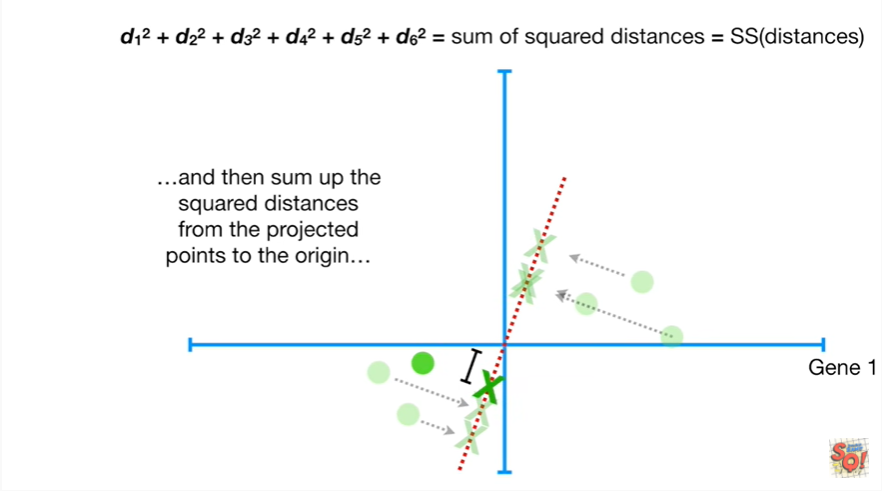 d₁² + d₂² + d₃² + d₄² + d₅² + d₆² = sum of squared distances = SS(distances)
…and then sum up the
squared distances
from the projected
points to the origin…
Gene 1
SQ!